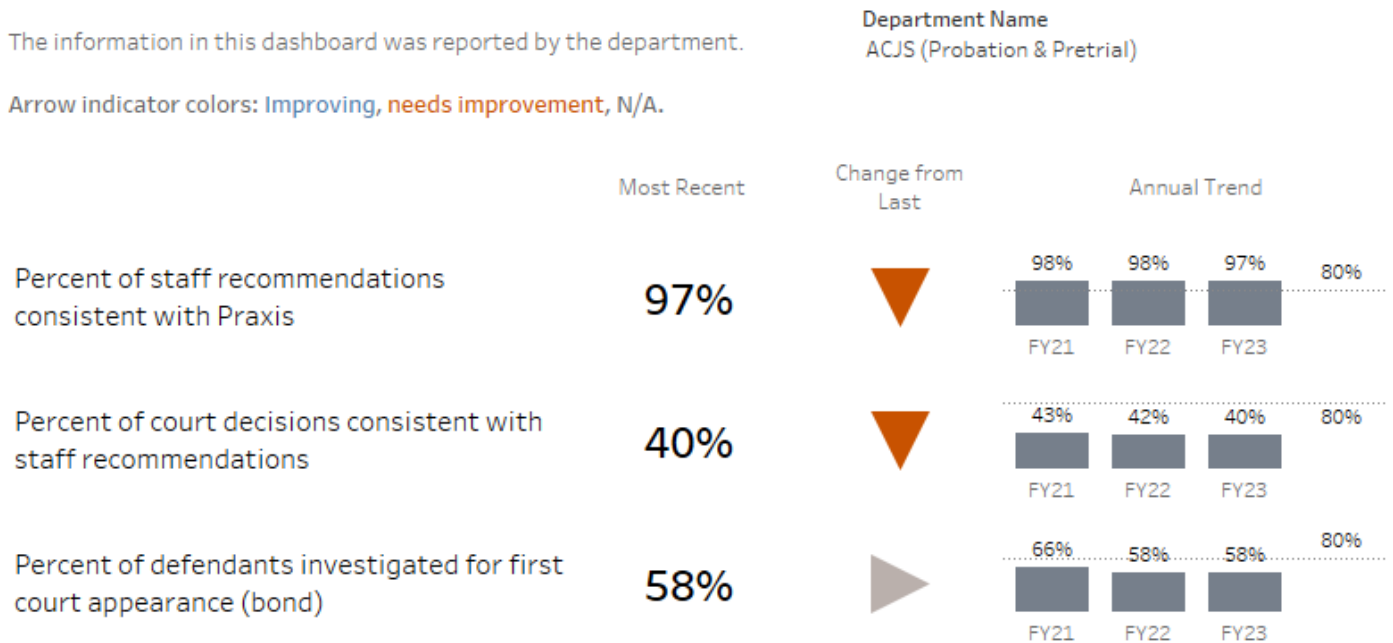 Department Name
The information in this dashboard was reported by the department.
ACJS (Probation & Pretrial)
Arrow indicator colors: Improving, needs improvement, N/A.
Most Recent
Change from
Last
Annual Trend
Percent of staff recommendations
consistent with Praxis
97%
98% 98% 97% 80%
FY21 FY22 FY23
Percent of court decisions consistent with
staff recommendations
40%
43% 42% 40% 80%
FY21 FY22 FY23
Percent of defendants investigated for first
court appearance (bond)
58%
66% 58% 58% 80%
FY21 FY22 FY23